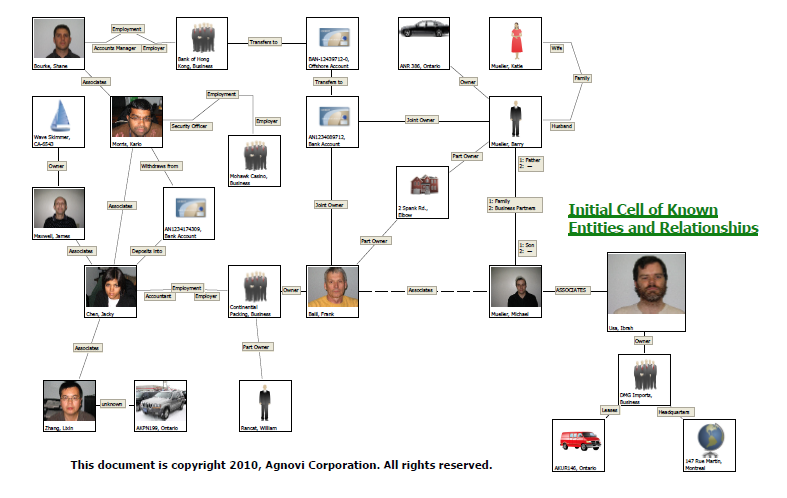 Employment
Accounts Manager
Employer
Transfers to
Bourke, Shane
Bank of Hong
Kong, Business
BAN-12439712-0,
Offshore Account
ANR 386, Ontario
Mueller, Katie
Wife
Family
Husband
Associates
Transfers to
Owner
Wave Skimmer,
CA-6543
Morris, Karlo
Employment
Security Officer
Employer
AN1234889712,
Bank Account
Joint Owner
Mueller, Barry
Owner
Withdraws from
Mohawk Casino,
Business
Part Owner
1: Father
2: —
Maxwell, James
Associates
AN1234174309,
Bank Account
Joint Owner
2 Spank Rd.,
Elbow
1: Family
2: Business Partners
Initial Cell of Known
Entities and Relationships
Associates
Deposits Into
Part Owner
1: Son
2: —
Chen, Jacky
Employment
Accountant
Employer
Continental
Packing, Business
Owner
Balil, Frank
Associates
Mueller, Michael
ASSOCIATES
Usa, Ibrah
Associates
Part Owner
Owner
Zhang, Lixin
unknown
AKPN199, Ontario
Rancat, William
DMG Imports,
Business
Leases
Headquarters
AKUR146, Ontario
147 Rue Martin,
Montreal
This document is copyright 2010, Agnovi Corporation. All rights reserved.